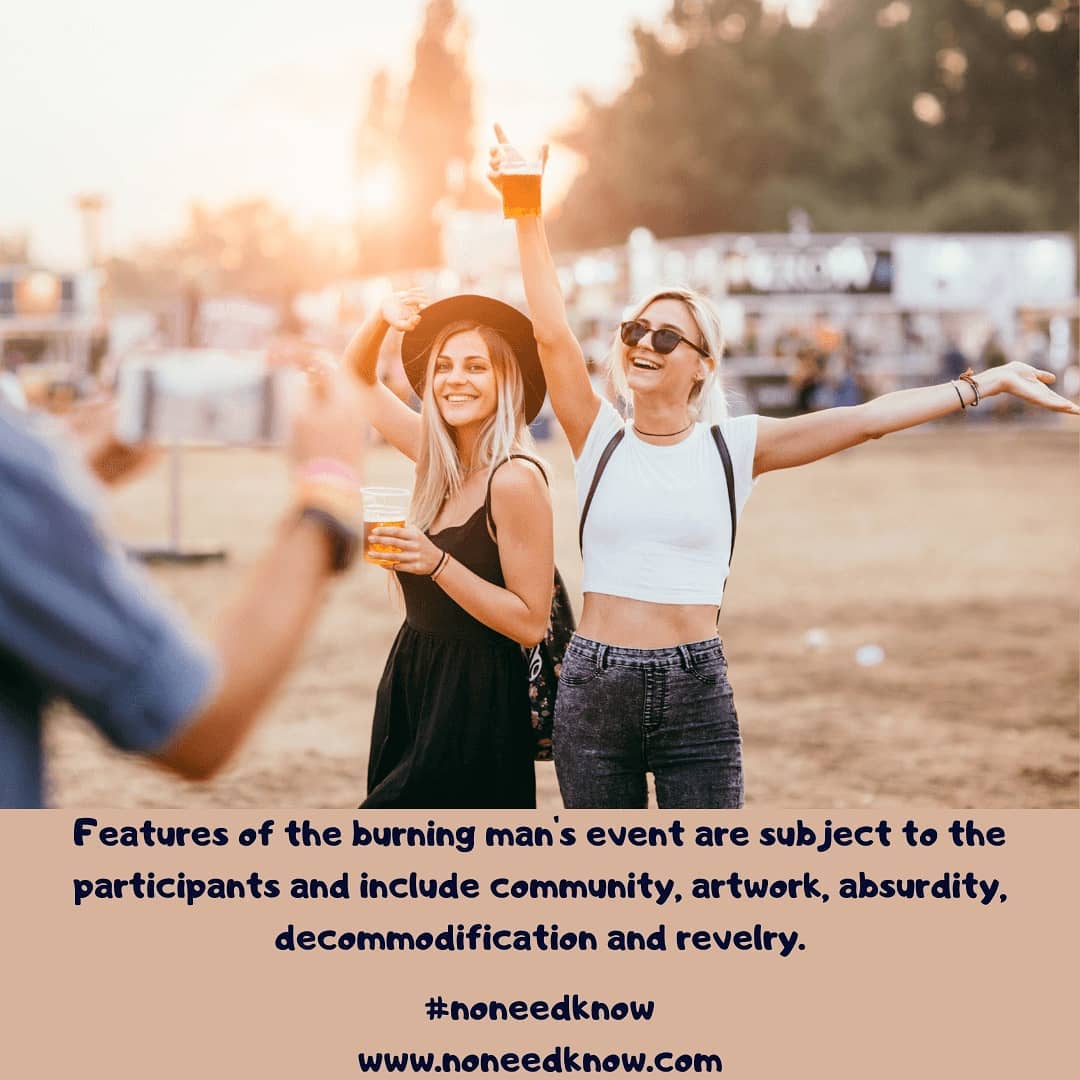 Features of the burning man's event are subject to the
participants and include community, artwork, absurdity,
decommodification and revelry.
#noneedknow
www.noneedknow.com